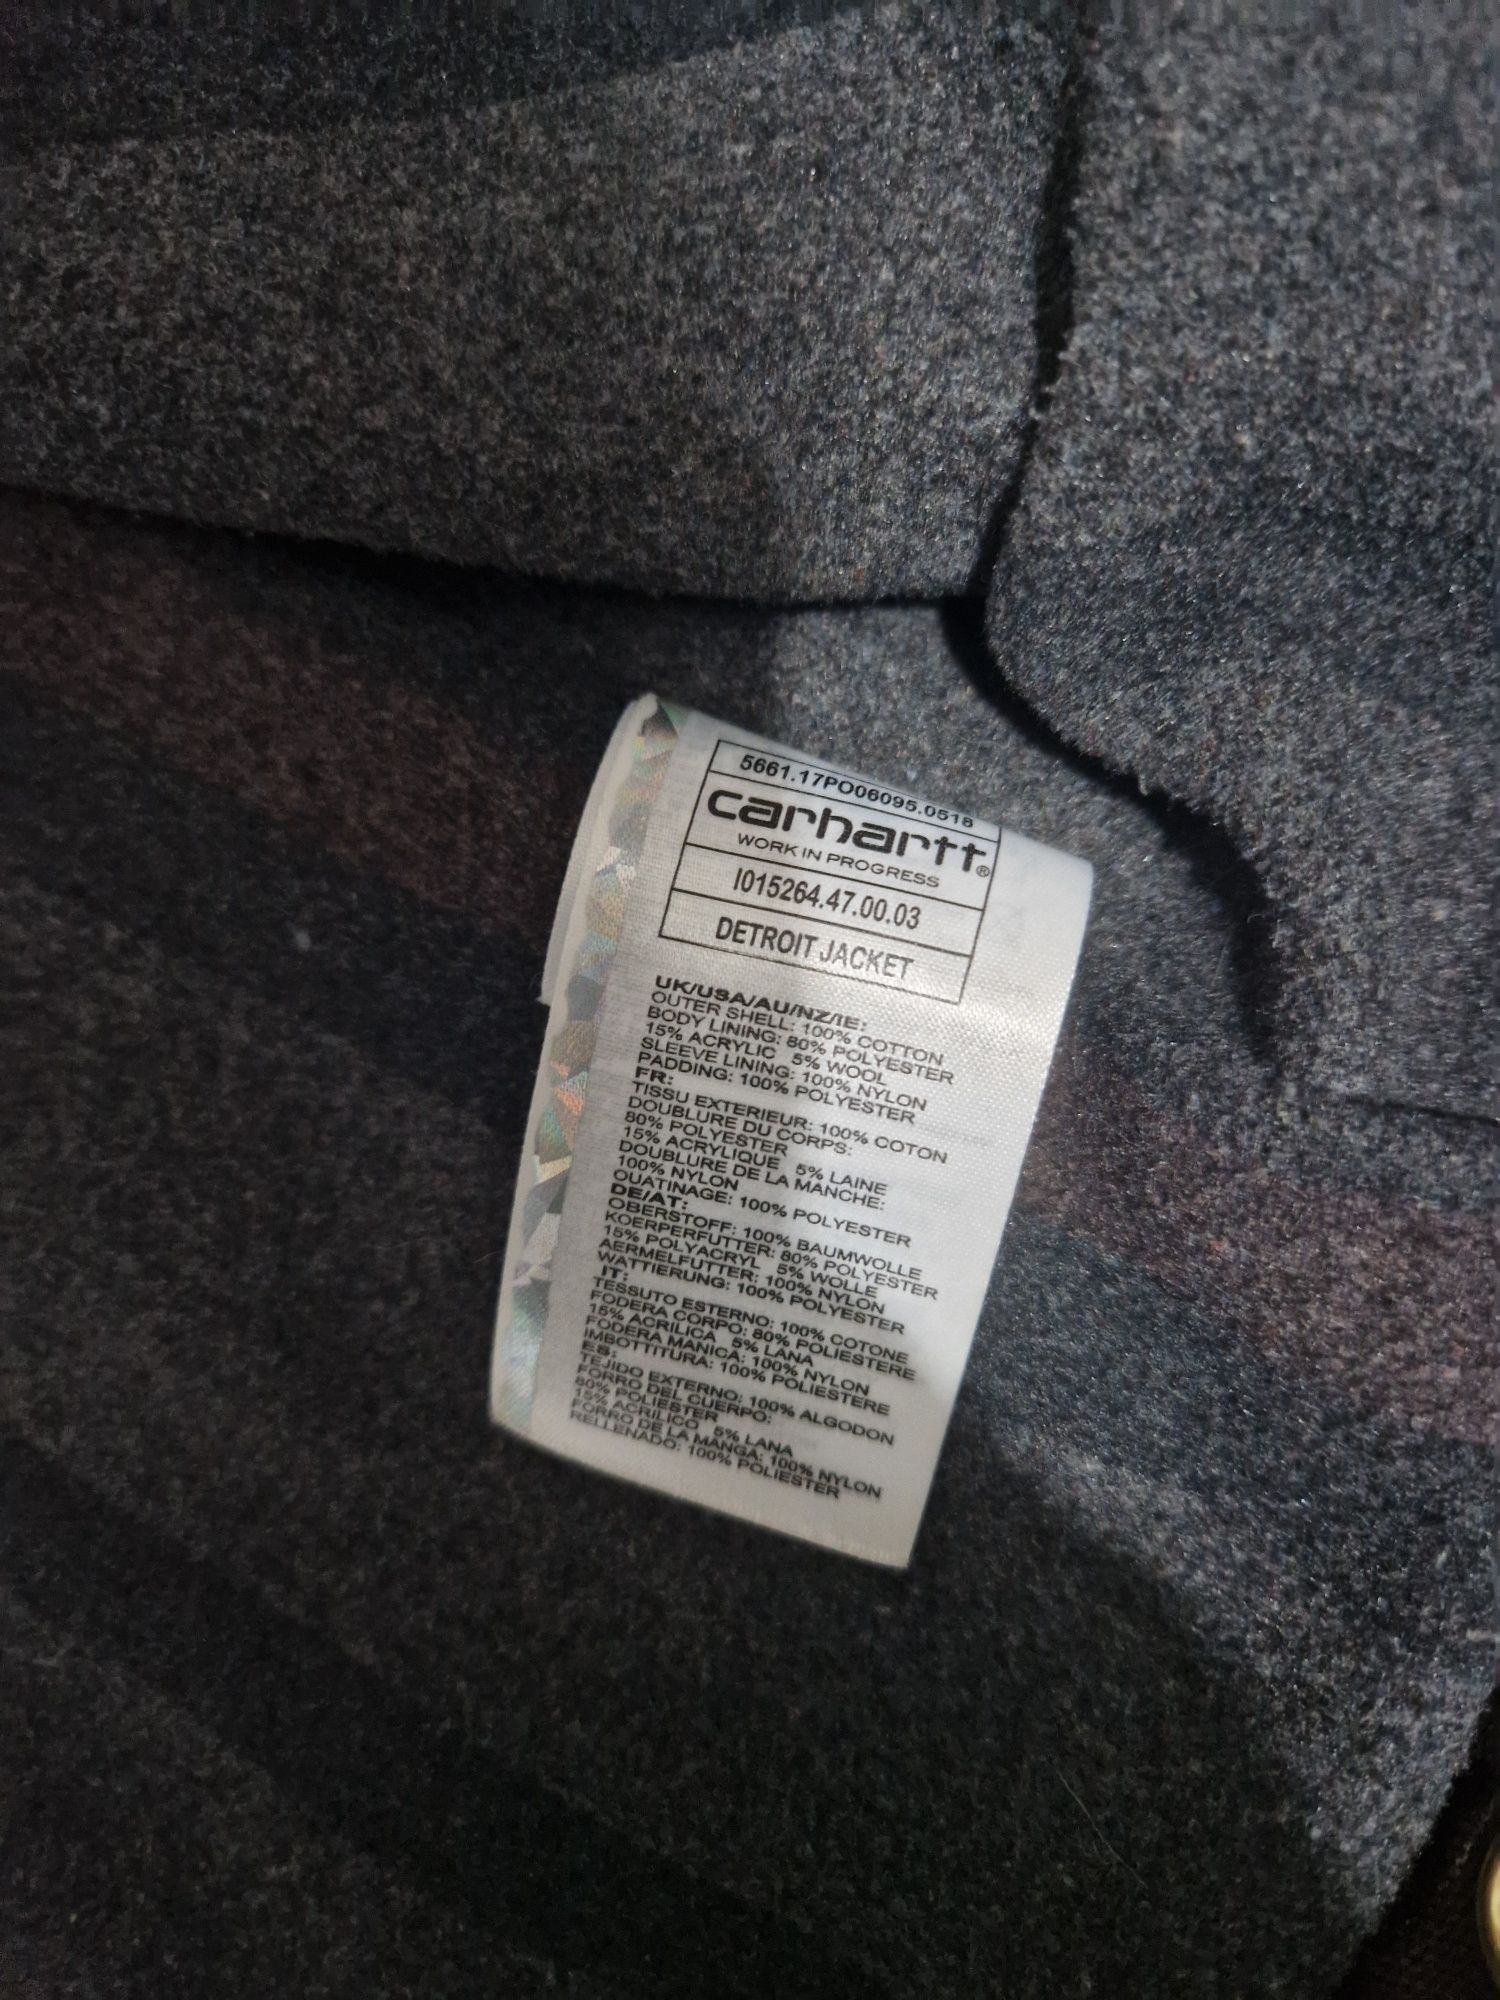 5661.17PO06095.0518
carhartt®
WORK IN PROGRESS
I015264.47.00.03
DETROIT JACKET
UK/USA/AU/NZ/IE:
OUTER SHELL: 100% COTTON
BODY LINING: 80% POLYESTER
15% ACRYLIC 5% WOOL
SLEEVE LINING: 100% NYLON
PADDING: 100% POLYESTER
FR:
TISSU EXTERIEUR: 100% COTON
DOUBLURE DU CORPS:
80% POLYESTER
15% ACRYLIQUE 5% LAINE
DOUBLURE DE LA MANCHE:
100% NYLON
OUATINAGE: 100% POLYESTER
DE/AT:
OBERSTOFF: 100% BAUMWOLLE
KOERPERFUTTER: 80% POLYESTER
15% POLYACRYL 5% WOLLE
AERMELFUTTER: 100% NYLON
WATTIERUNG: 100% POLYESTER
IT:
TESSUTO ESTERNO: 100% COTONE
FODERA CORPO: 80% POLIESTERE
15% ACRILICA 5% LANA
FODERA MANICA: 100% NYLON
IMBOTTITURA: 100% POLIESTERE
ES:
TEJIDO EXTERNO: 100% ALGODON
FORRO DEL CUERPO:
80% POLIESTER
15% ACRILICO 5% LANA
FORRO DE LA MANGA: 100% NYLON
RELLENADO: 100% POLIESTER